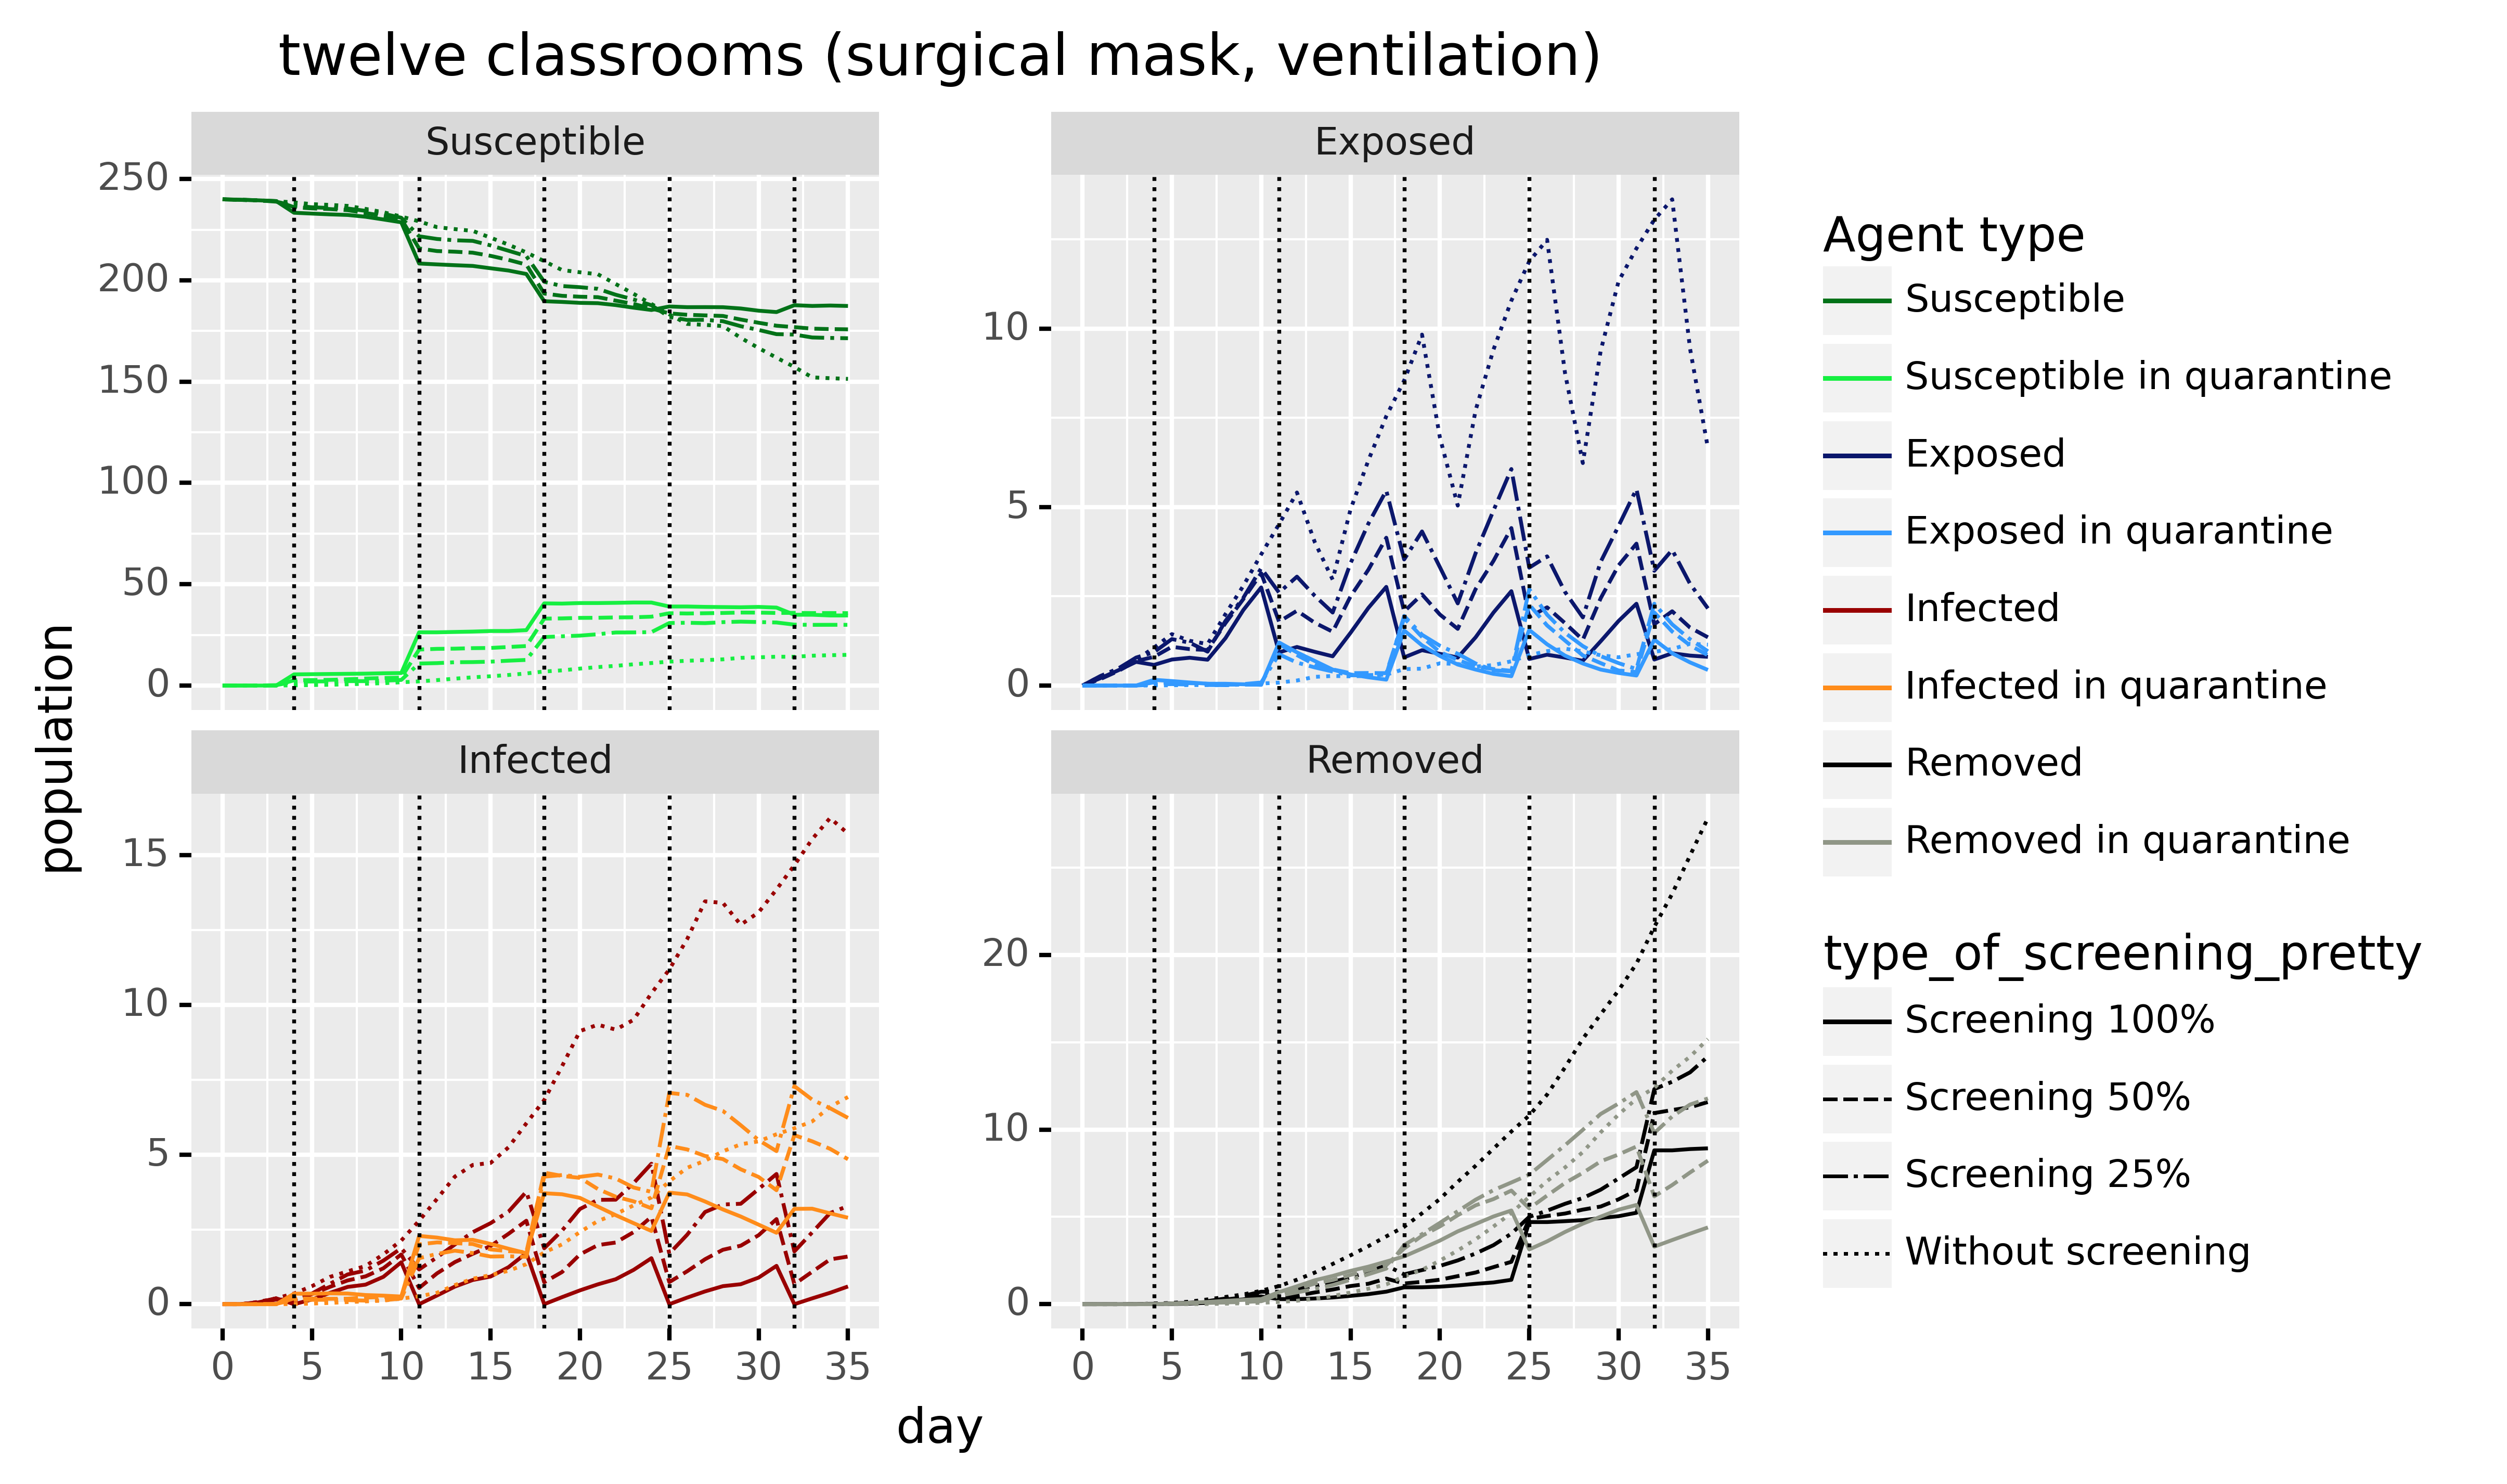 twelve classrooms (surgical mask, ventilation)
Susceptible
250
200
150
100
50
0
Exposed
10
5
0
population
Infected
15
10
5
0
0 5 10 15 20 25 30 35
Removed
20
10
0
0 5 10 15 20 25 30 35
day
Agent type
Susceptible
Susceptible in quarantine
Exposed
Exposed in quarantine
Infected
Infected in quarantine
Removed
Removed in quarantine
type_of_screening_pretty
Screening 100%
Screening 50%
Screening 25%
Without screening